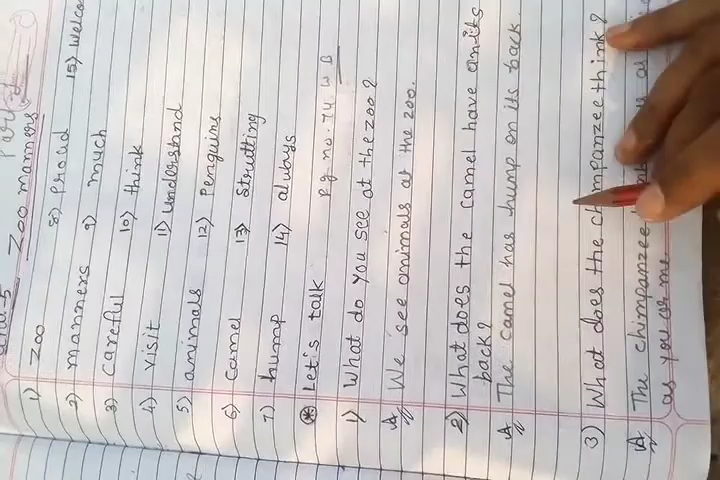 Zoo manners
1) Zoo
2) manners
3) careful
4) visit
5) animals
6) Camel
7) hump
8) Proud
9) much
10) think
11) Understand
12) Penguins
13) Strutting
14) always
15) Welco
Let's talk Pg no. 74 W B
1) What do you see at the zoo?
A We see animals at the zoo.
2) What does the camel have on its
back?
A The camel has hump on its back.
3) What does the chimpanzee think?
A The chimpanzee
as you or me